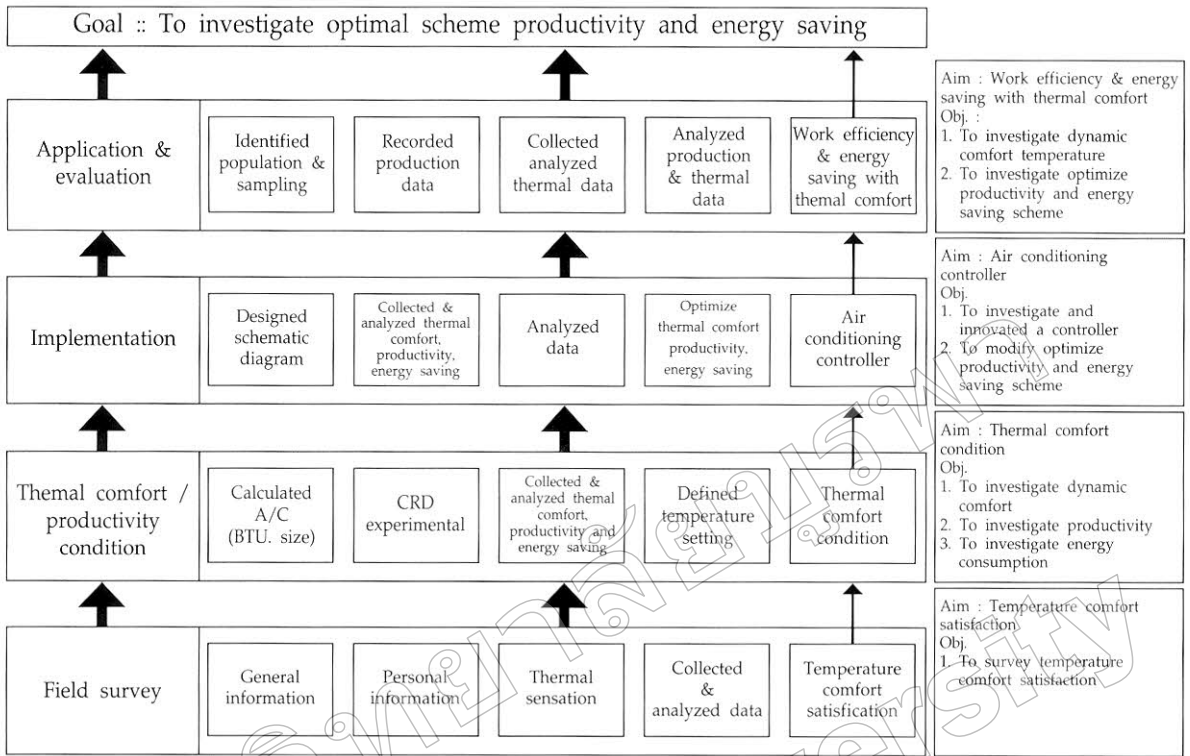 Goal :: To investigate optimal scheme productivity and energy saving
Application &
evaluation
Identified
population &
sampling
Recorded
production
data
Collected
analyzed
thermal data
Analyzed
production
& thermal
data
Work efficiency
& energy
saving with
themal comfort
Aim : Work efficiency & energy
saving with thermal comfort
Obj. :
1. To investigate dynamic
comfort temperature
2. To investigate optimize
productivity and energy
saving scheme
Implementation
Designed
schematic
diagram
Collected &
analyzed thermal
comfort,
productivity,
energy saving
Analyzed
data
Optimize
thermal comfort
productivity,
energy saving
Air
conditioning
controller
Aim : Air conditioning
controller
Obj.
1. To investigate and
innovated a controller
2. To modify optimize
productivity and energy
saving scheme
Themal comfort /
productivity
condition
Calculated
A/C
(BTU. size)
CRD
experimental
Collected &
analyzed themal
comfort,
productivity and
energy saving
Defined
temperature
setting
Thermal
comfort
condition
Aim : Thermal comfort
condition
Obj.
1. To investigate dynamic
comfort
2. To investigate productivity
3. To investigate energy
consumption
Field survey
General
information
Personal
information
Thermal
sensation
Collected
&
analyzed data
Temperature
comfort
satisfication
Aim : Temperature comfort
satisfaction
Obj.
1. To survey temperature
comfort satisfaction